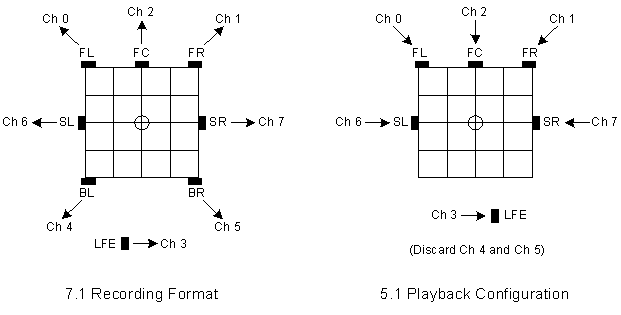 Ch 0 Ch 2 Ch 1
FL FC FR
Ch 6 SL SR Ch 7
BL BR
Ch 4 Ch 5
LFE Ch 3
7.1 Recording Format
Ch 0 Ch 2 Ch 1
FL FC FR
Ch 6 SL SR Ch 7
Ch 3 LFE
(Discard Ch 4 and Ch 5)
5.1 Playback Configuration